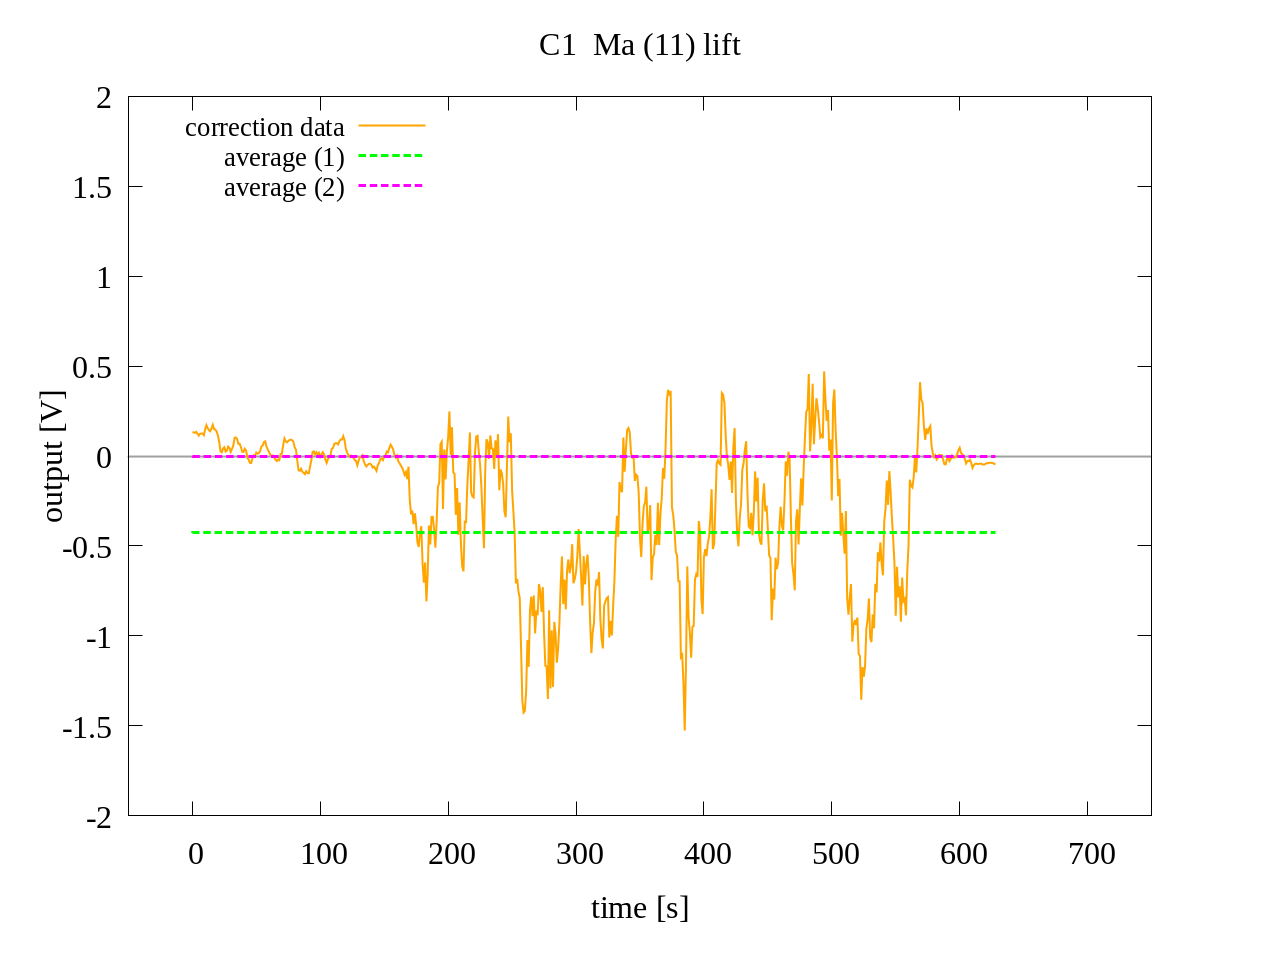 C1  Ma (11) lift
correction data
average (1)
average (2)
2
1.5
1
0.5
0
-0.5
-1
-1.5
-2
output [V]
0 100 200 300 400 500 600 700
time [s]